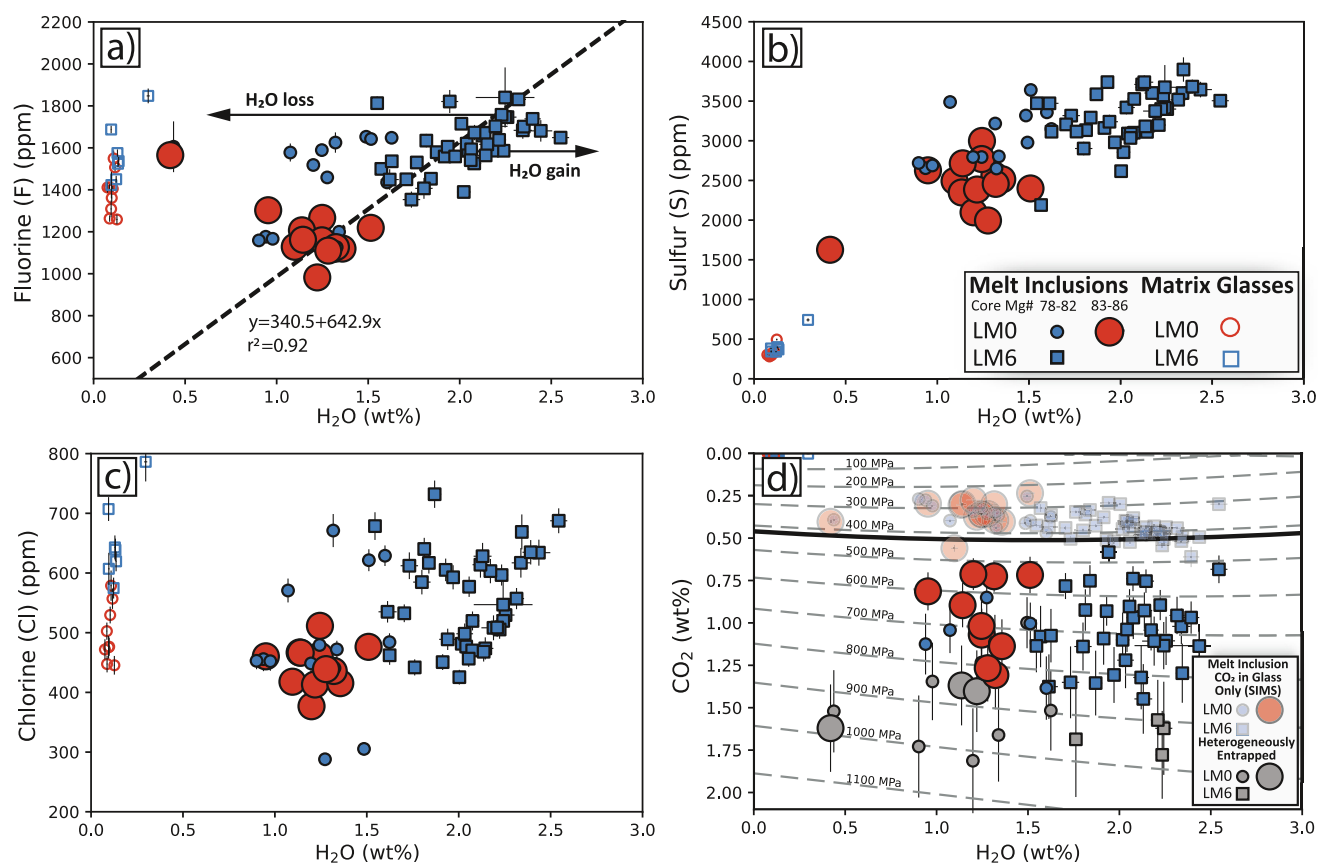 a)
2200
2000
1800
1600
1400
1200
1000
800
600
Fluorine (F) (ppm)
H₂O loss
H₂O gain
y=340.5+642.9x
r²=0.92
0.0 0.5 1.0 1.5 2.0 2.5 3.0
H₂O (wt%)
b)
4500
4000
3500
3000
2500
2000
1500
1000
500
0
Sulfur (S) (ppm)
Melt Inclusions Matrix Glasses
Core Mg# 78-82 83-86
LM0 LM0
LM6 LM6
0.0 0.5 1.0 1.5 2.0 2.5 3.0
H₂O (wt%)
c)
800
700
600
500
400
300
200
Chlorine (Cl) (ppm)
0.0 0.5 1.0 1.5 2.0 2.5 3.0
H₂O (wt%)
d)
0.00
0.25
0.50
0.75
1.00
1.25
1.50
1.75
2.00
CO₂ (wt%)
100 MPa
200 MPa
300 MPa
400 MPa
500 MPa
600 MPa
700 MPa
800 MPa
900 MPa
1000 MPa
1100 MPa
Melt Inclusion
CO₂ in Glass
Only (SIMS)
LM0
LM6
Heterogeneously
Entrapped
LM0
LM6
0.0 0.5 1.0 1.5 2.0 2.5 3.0
H₂O (wt%)